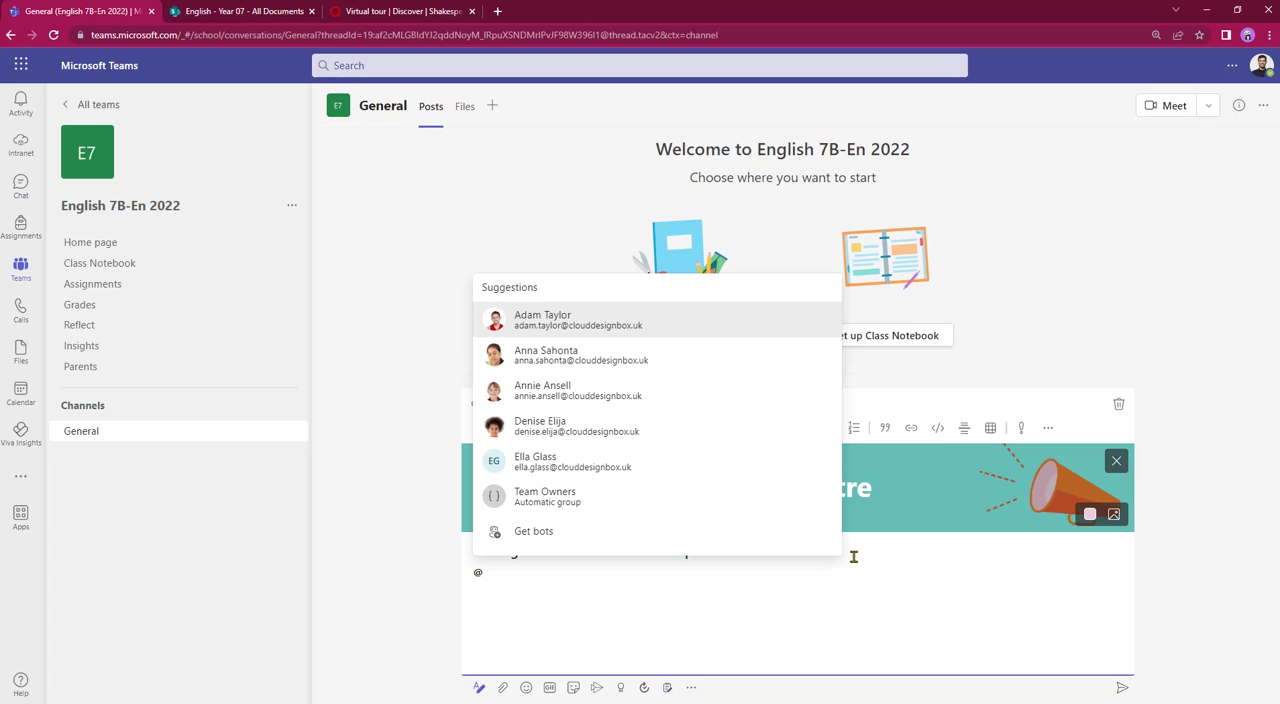 General (English 7B-En 2022) | M
English - Year 07 - All Documents
Virtual tour | Discover | Shakespe
teams.microsoft.com/_#/school/conversations/General?threadId=19:af2cMLGBldYJ2qddNoyM_IRpuXSNDMrIPvJF98W396l1@thread.tacv2&ctx=channel
Microsoft Teams
Search
Activity
Intranet
Chat
Assignments
Teams
Calls
Files
Calendar
Viva Insights
Apps
Help
All teams
E7
English 7B-En 2022
Home page
Class Notebook
Assignments
Grades
Reflect
Insights
Parents
Channels
General
E7
General
Posts
Files
Meet
Welcome to English 7B-En 2022
Choose where you want to start
et up Class Notebook
Suggestions
Adam Taylor
adam.taylor@clouddesignbox.uk
Anna Sahonta
anna.sahonta@clouddesignbox.uk
Annie Ansell
annie.ansell@clouddesignbox.uk
Denise Elija
denise.elija@clouddesignbox.uk
EG
Ella Glass
ella.glass@clouddesignbox.uk
Team Owners
Automatic group
Get bots
tre
@
GIF